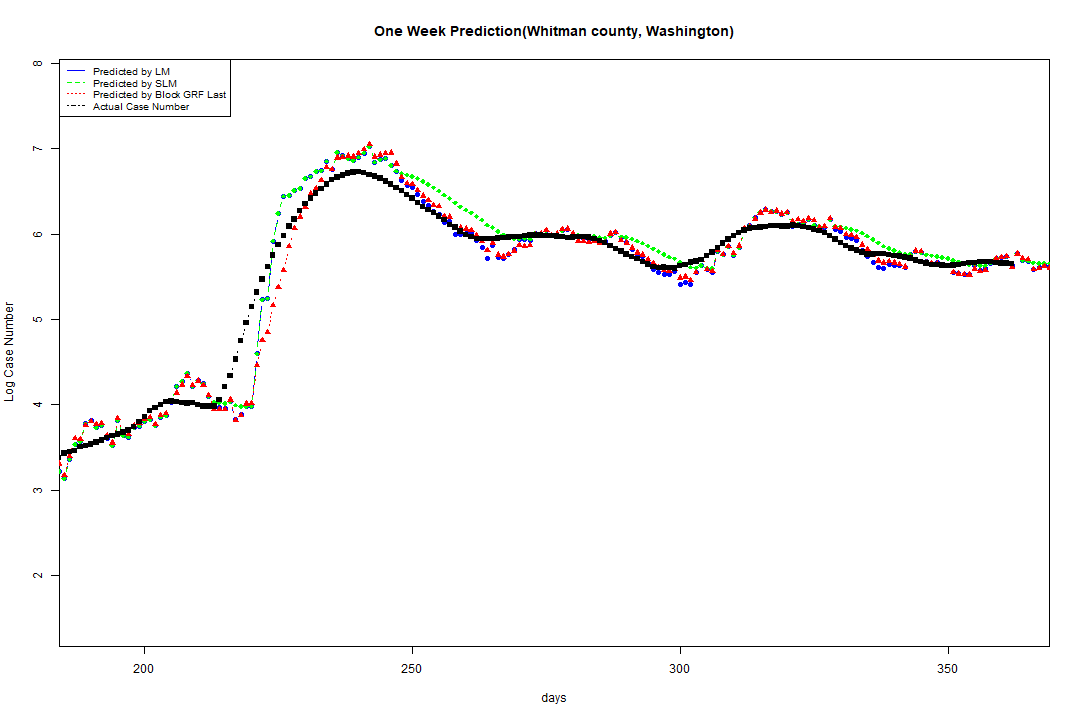 One Week Prediction(Whitman county, Washington)
Predicted by LM
Predicted by SLM
Predicted by Block GRF Last
Actual Case Number
8
7
6
5
4
3
2
Log Case Number
200
250
300
350
days